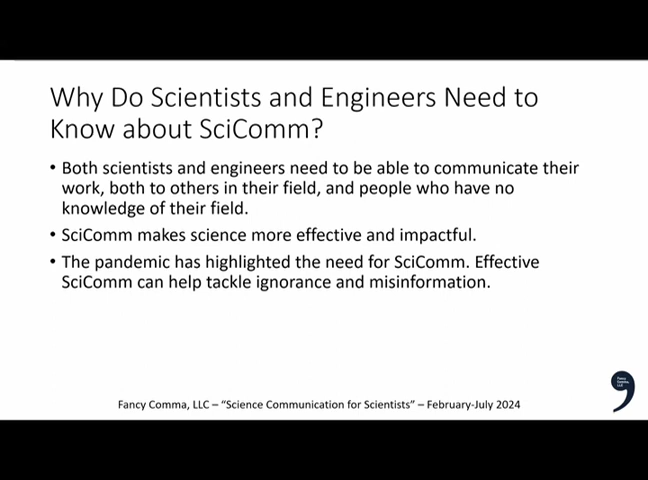 Why Do Scientists and Engineers Need to
Know about SciComm?
• Both scientists and engineers need to be able to communicate their
work, both to others in their field, and people who have no
knowledge of their field.
• SciComm makes science more effective and impactful.
• The pandemic has highlighted the need for SciComm. Effective
SciComm can help tackle ignorance and misinformation.
Fancy
Comma,
LLC
Fancy Comma, LLC – “Science Communication for Scientists” – February-July 2024